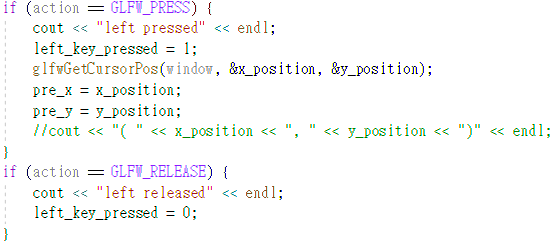 if (action == GLFW_PRESS) {
cout << "left pressed" << endl;
left_key_pressed = 1;
glfwGetCursorPos(window, &x_position, &y_position);
pre_x = x_position;
pre_y = y_position;
//cout << "( " << x_position << ", " << y_position << ")" << endl;
}
if (action == GLFW_RELEASE) {
cout << "left released" << endl;
left_key_pressed = 0;
}